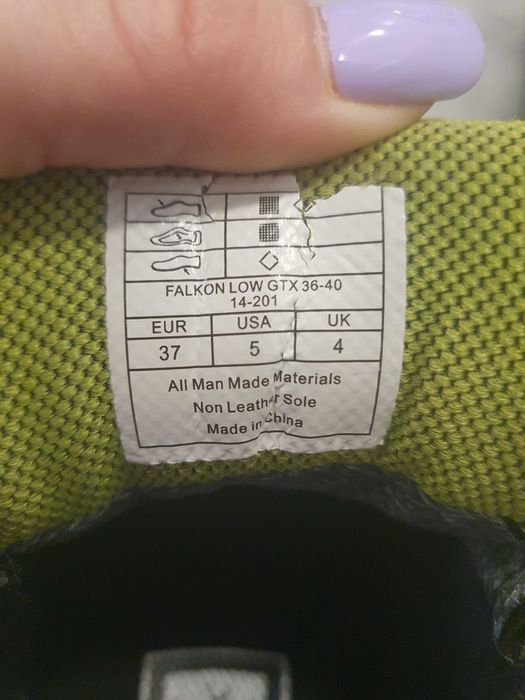 FALKON LOW GTX 36-40
14-201
EUR USA UK
37 5 4
All Man Made Materials
Non Leather Sole
Made in China